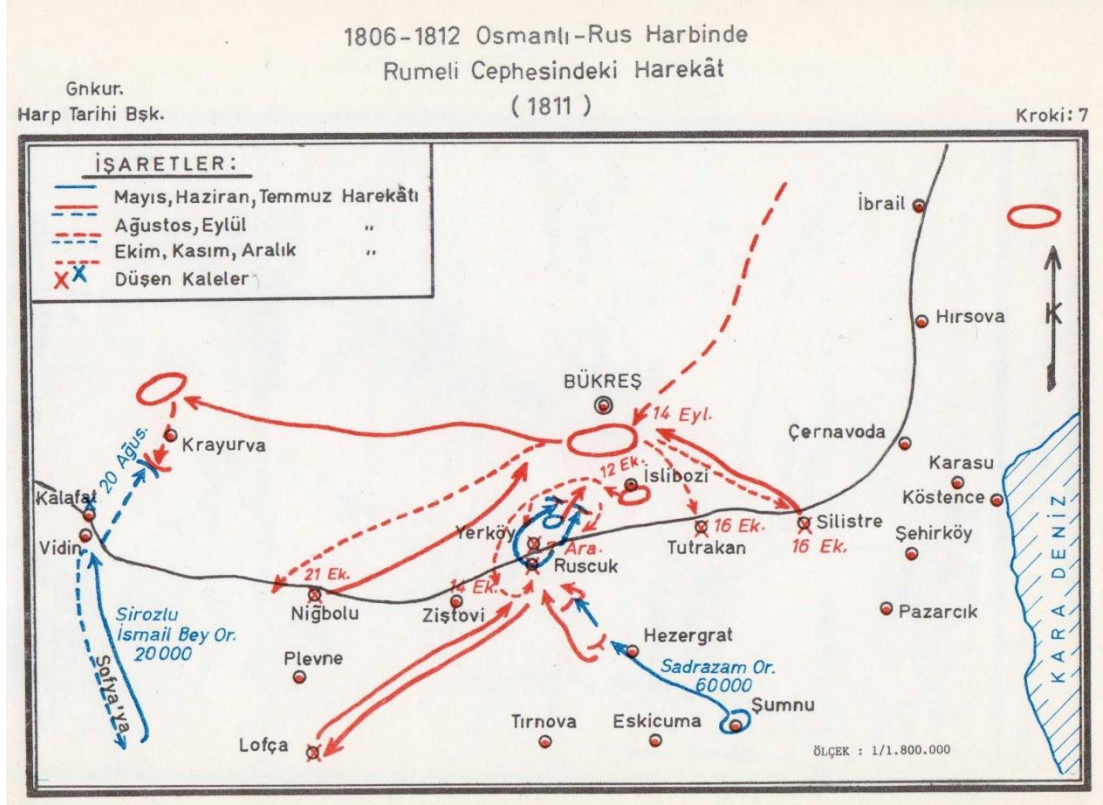 1806-1812 Osmanlı-Rus Harbinde
Rumeli Cephesindeki Harekât
(1811)
Gnkur.
Harp Tarihi Bşk.
Kroki: 7
İŞARETLER:
Mayıs, Haziran, Temmuz Harekâtı
Ağustos, Eylül "
Ekim, Kasım, Aralık "
Düşen Kaleler
İbrail
K
Hırsova
BÜKREŞ
14 Eyl.
Çernavoda
Krayurva
20 Ağus.
12 Ek.
İslibozi
Karasu
Köstence
Kalafat
Vidin
Yerköy
7 Ara.
Ruscuk
16 Ek.
Tutrakan
Silistre
16 Ek.
Şehirköy
KARA DENİZ
21 Ek.
Niğbolu
14 Ek.
Ziştovi
Pazarcık
Sirozlu
İsmail Bey Or.
20000
Sofya'ya
Plevne
Hezergrat
Sadrazam Or.
60000
Şumnu
Lofça
Tırnova
Eskicuma
ÖLÇEK : 1/1.800.000